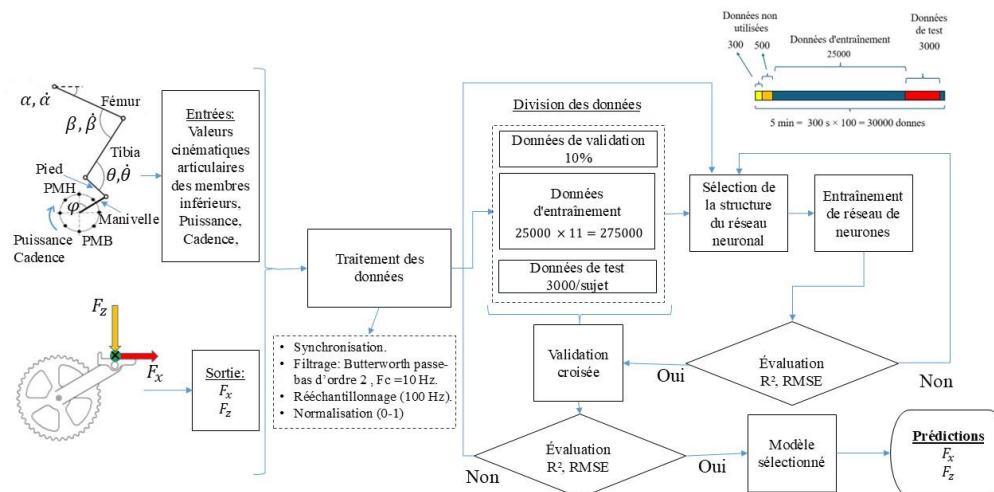 Données non
utilisées
300
500
Données d'entraînement
25000
Données
de test
3000
5 min = 300 s × 100 = 30000 donnes
α, α̇
Fémur
β, β̇
Tibia
θ, θ̇
Pied
PMH
φ
Manivelle
PMB
Puissance
Cadence
Entrées:
Valeurs
cinématiques
articulaires
des membres
inférieurs,
Puissance,
Cadence,
F_z
F_x
Sortie:
F_x
F_z
Traitement des
données
• Synchronisation.
• Filtrage: Butterworth passe-
bas d'ordre 2 , Fc =10 Hz.
• Rééchantillonnage (100 Hz).
• Normalisation (0-1)
Division des données
Données de validation
10%
Données
d'entraînement
25000 × 11 = 275000
Données de test
3000/sujet
Sélection de
la structure
du réseau
neuronal
Entraînement
de réseau de
neurones
Évaluation
R², RMSE
Oui
Non
Validation
croisée
Évaluation
R², RMSE
Non
Oui
Modèle
sélectionné
Prédictions
F_x
F_z